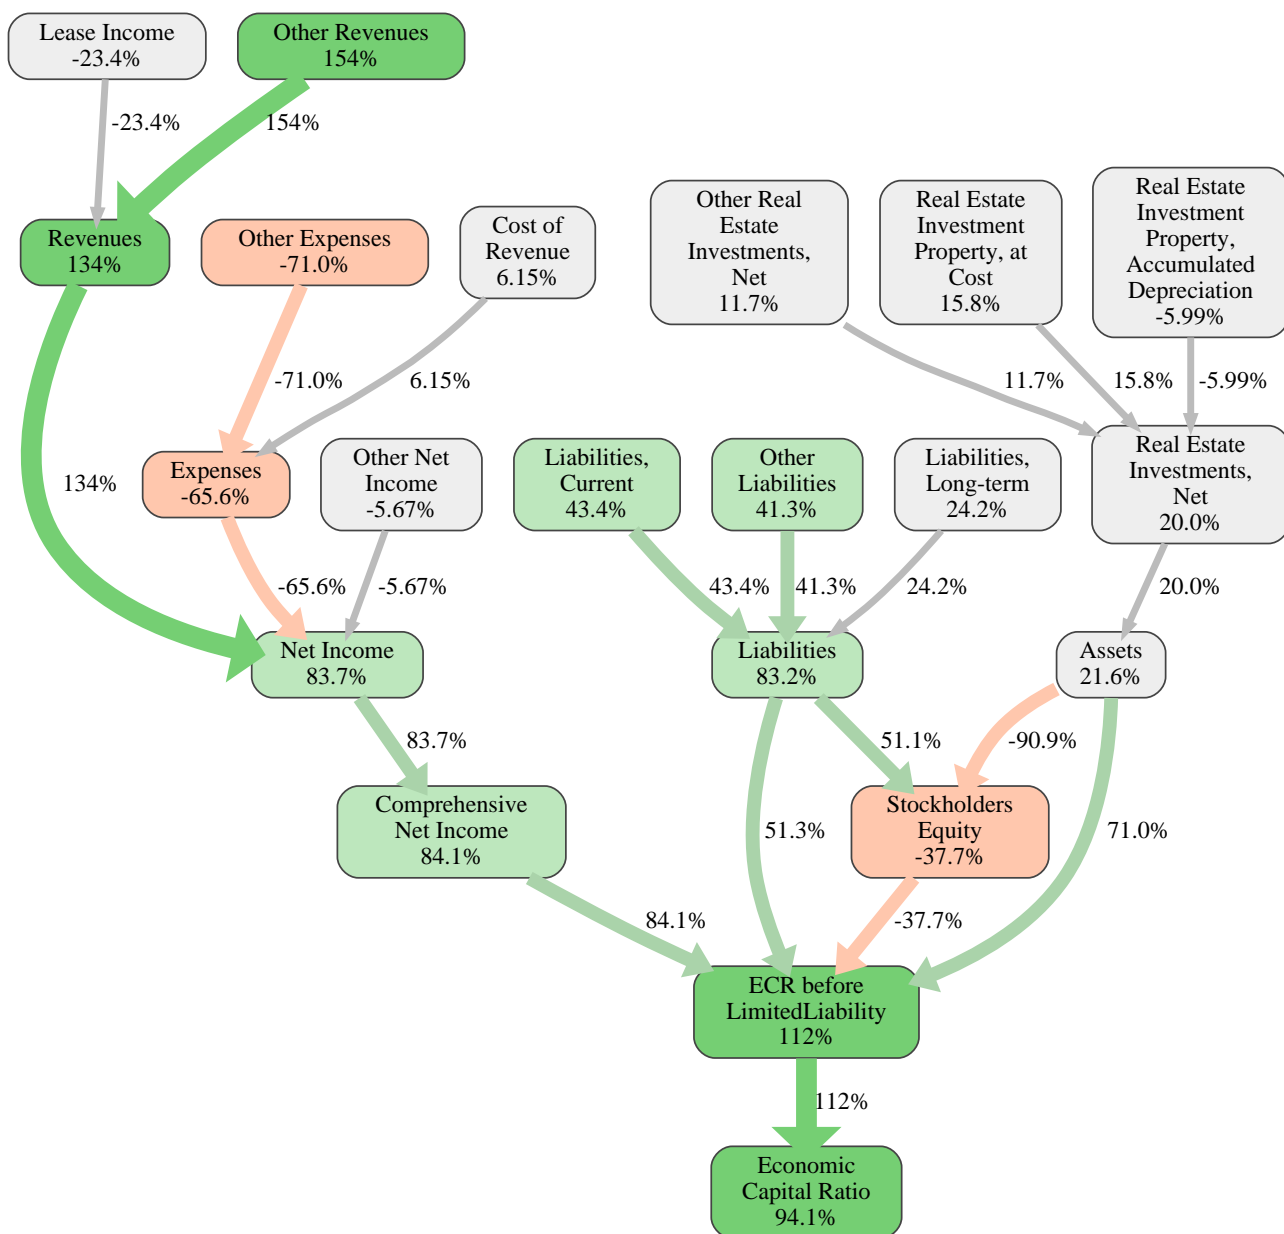 Lease Income
-23.4%
Other Revenues
154%
-23.4%
154%
Revenues
134%
Other Expenses
-71.0%
Cost of
Revenue
6.15%
Other Real
Estate
Investments,
Net
11.7%
Real Estate
Investment
Property, at
Cost
15.8%
Real Estate
Investment
Property,
Accumulated
Depreciation
-5.99%
-71.0%
6.15%
11.7%
15.8%
-5.99%
134%
Expenses
-65.6%
Other Net
Income
-5.67%
Liabilities,
Current
43.4%
Other
Liabilities
41.3%
Liabilities,
Long-term
24.2%
Real Estate
Investments,
Net
20.0%
-65.6%
-5.67%
43.4%
41.3%
24.2%
20.0%
Net Income
83.7%
Liabilities
83.2%
Assets
21.6%
83.7%
51.1%
-90.9%
Comprehensive
Net Income
84.1%
51.3%
Stockholders
Equity
-37.7%
71.0%
84.1%
-37.7%
ECR before
LimitedLiability
112%
112%
Economic
Capital Ratio
94.1%